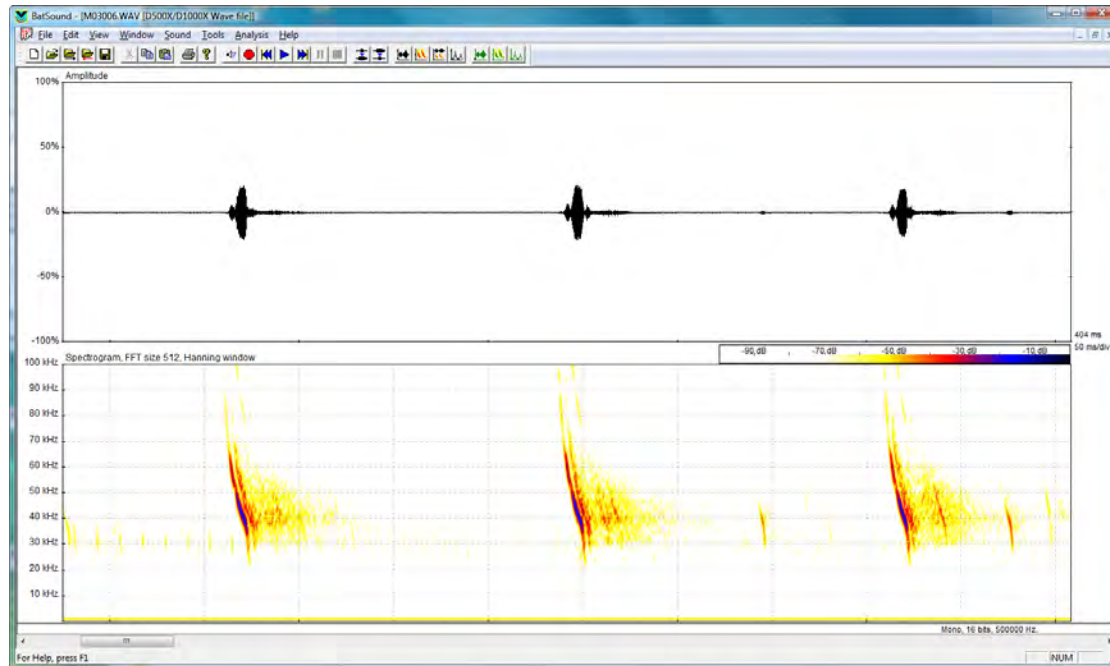 BatSound - [M03006.WAV [D500X/D1000X Wave file]]
File Edit View Window Sound Tools Analysis Help
Amplitude
100%
50%
0%
-50%
-100%
404 ms
50 ms/div
Spectrogram, FFT size 512, Hanning window
-90,dB -70,dB -50,dB -30,dB -10,dB
100 kHz
90 kHz
80 kHz
70 kHz
60 kHz
50 kHz
40 kHz
30 kHz
20 kHz
10 kHz
Mono, 16 bits, 500000 Hz.
For Help, press F1
NUM